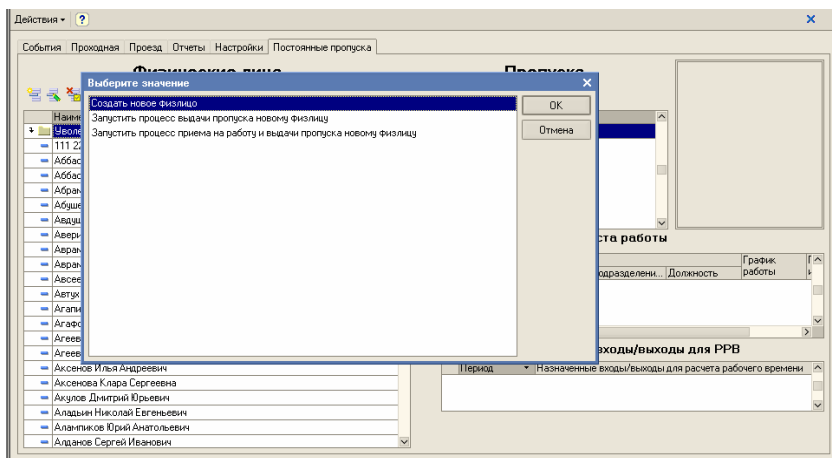 Действия
События Проходная Проезд Отчеты Настройки Постоянные пропуска
Физические лица
Пропуска
Выберите значение
Создать новое физлицо
Запустить процесс выдачи пропуска новому физлицу
Запустить процесс приема на работу и выдачи пропуска новому физлицу
OK
Отмена
Наиме
Уволе
111 22
Аббас
Аббас
Абрам
Абуше
Авдуш
Авери
Аврам
Аврам
Авсее
Автух
Агапи
Агафо
Агеев
Агеев
Аксенов Илья Андреевич
Аксенова Клара Сергеевна
Акулов Дмитрий Юрьевич
Аладьин Николай Евгеньевич
Алампиков Юрий Анатольевич
Алданов Сергей Иванович
ста работы
одразделени... Должность График работы
входы/выходы для РРВ
Период Назначенные входы/выходы для расчета рабочего времени